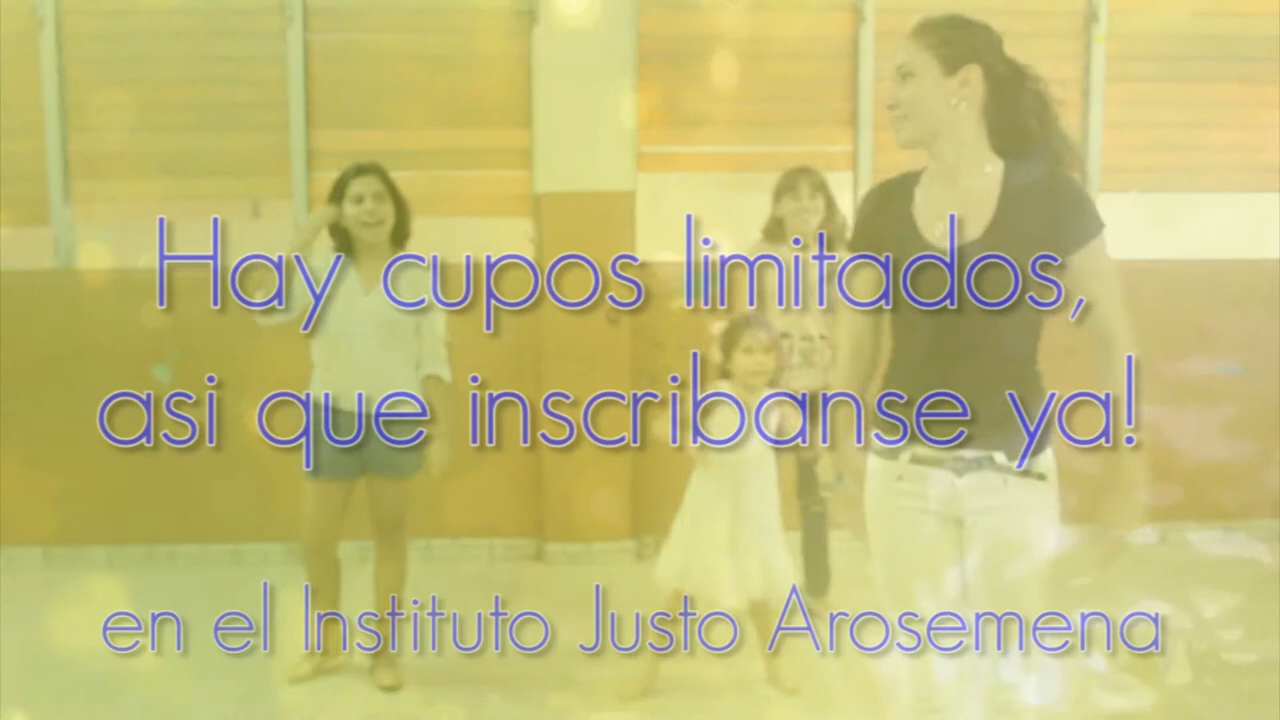 Hay cupos limitados,
asi que inscribanse ya!
en el Instituto Justo Arosemena